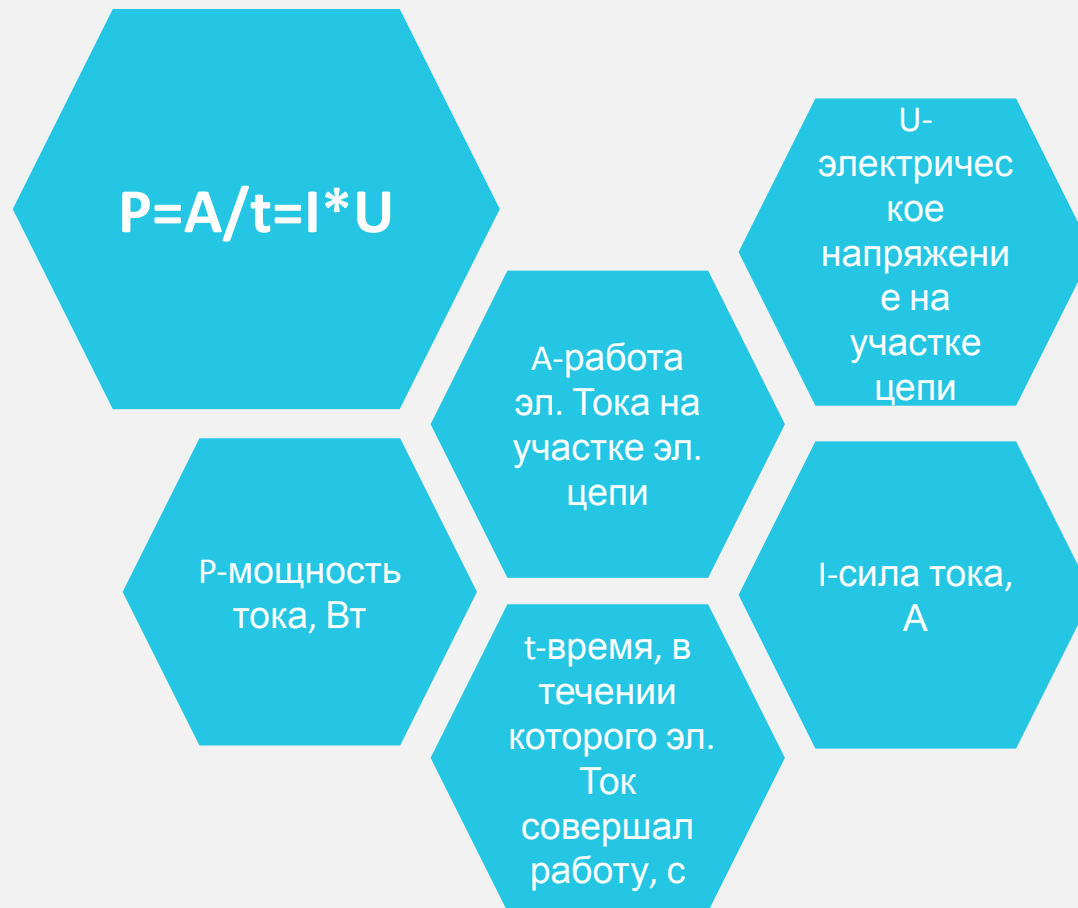 P=A/t=I*U
U-
электричес
кое
напряжени
е на
участке
цепи
А-работа
эл. Тока на
участке эл.
цепи
P-мощность
тока, Вт
I-сила тока,
А
t-время, в
течении
которого эл.
Ток
совершал
работу, с